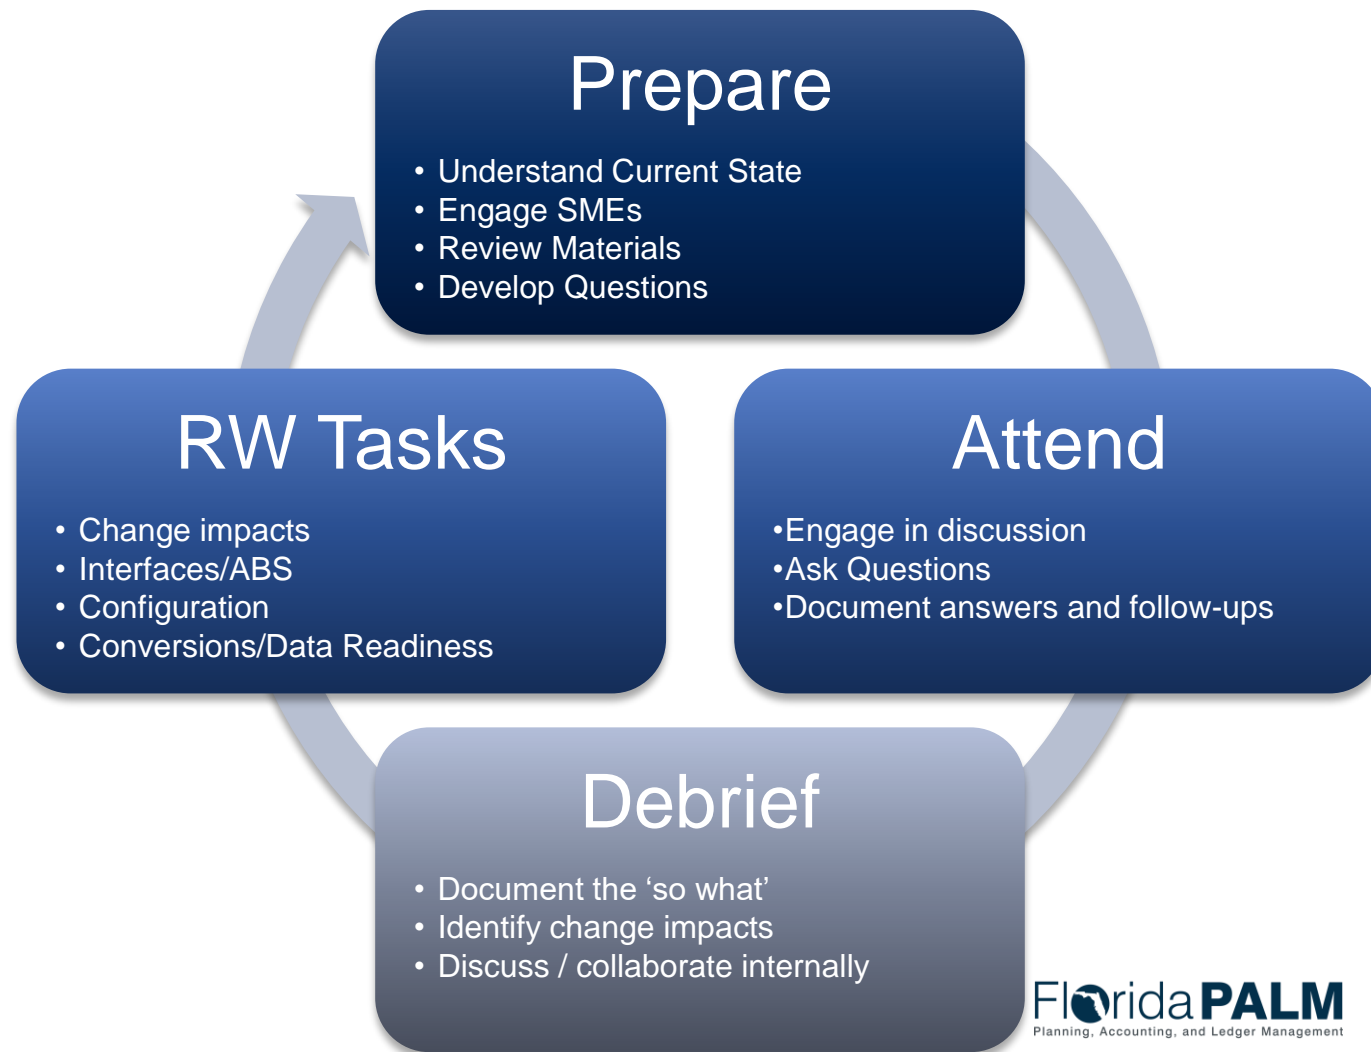 Prepare
• Understand Current State
• Engage SMEs
• Review Materials
• Develop Questions
RW Tasks
• Change impacts
• Interfaces/ABS
• Configuration
• Conversions/Data Readiness
Attend
•Engage in discussion
•Ask Questions
•Document answers and follow-ups
Debrief
• Document the ‘so what’
• Identify change impacts
• Discuss / collaborate internally
Florida PALM
Planning, Accounting, and Ledger Management